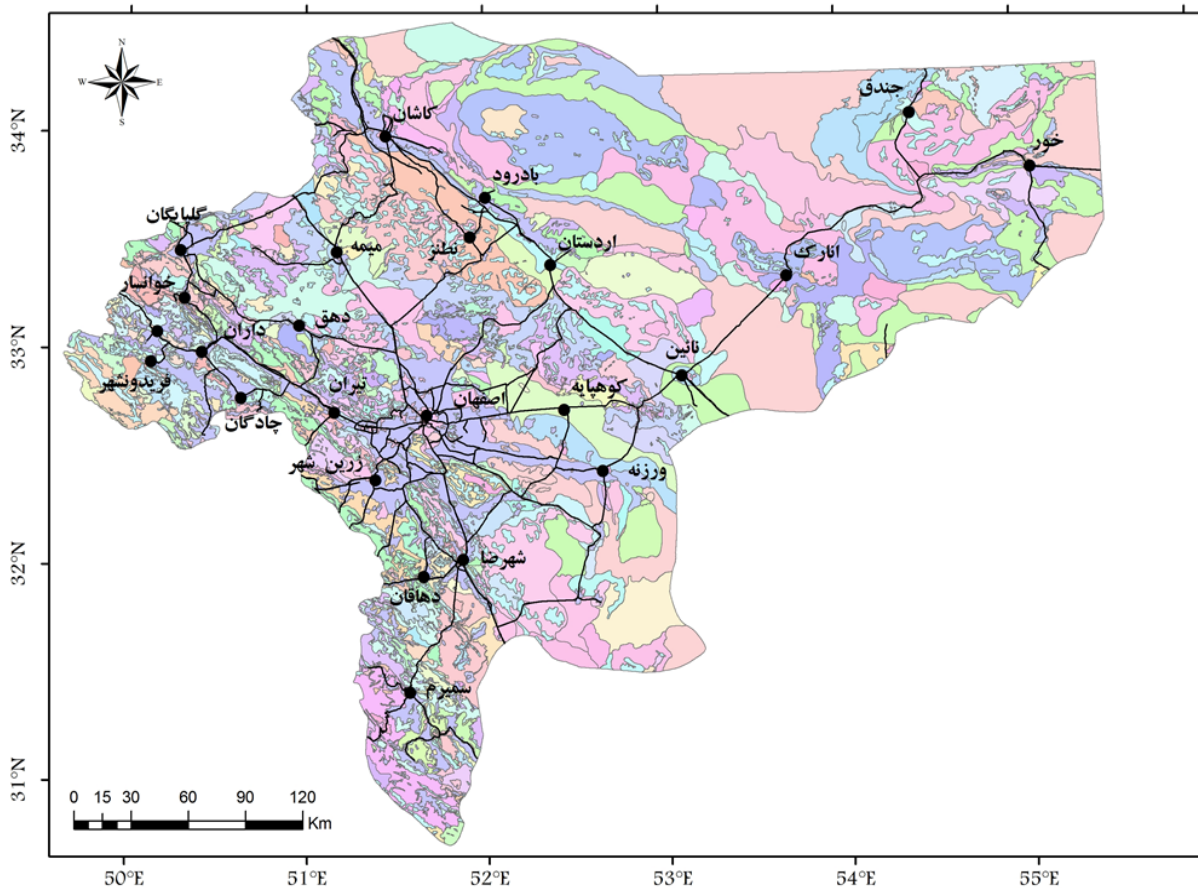 N
W E
S
34°N
33°N
32°N
31°N
جندق
کاشان
خور
بادرود
گلپایگان
میمه
نطنز
اردستان
انارک
خوانسار
دهق
داران
نائین
فریدونشهر
تیران
کوهپایه
اصفهان
چادگان
زرین شهر
ورزنه
شهرضا
دهاقان
سمیرم
0 15 30 60 90 120
Km
50°E 51°E 52°E 53°E 54°E 55°E